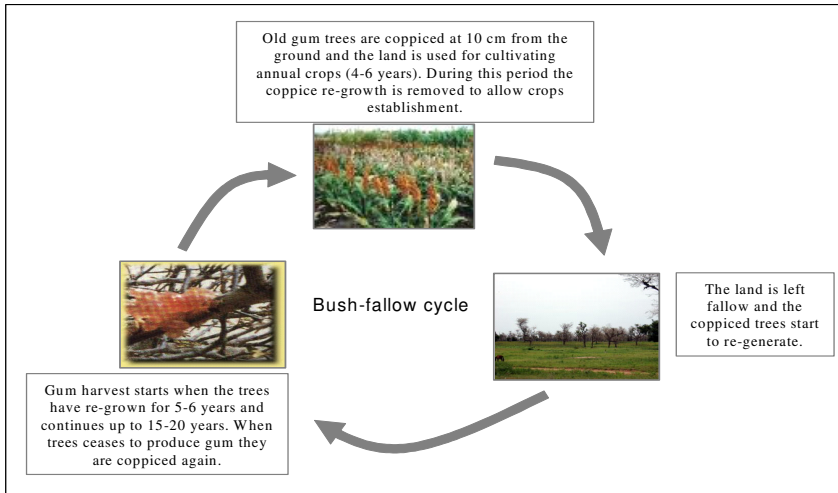 Old gum trees are coppiced at 10 cm from the
ground and the land is used for cultivating
annual crops (4-6 years). During this period the
coppice re-growth is removed to allow crops
establishment.
Bush-fallow cycle
The land is left
fallow and the
coppiced trees start
to re-generate.
Gum harvest starts when the trees
have re-grown for 5-6 years and
continues up to 15-20 years. When
trees ceases to produce gum they
are coppiced again.